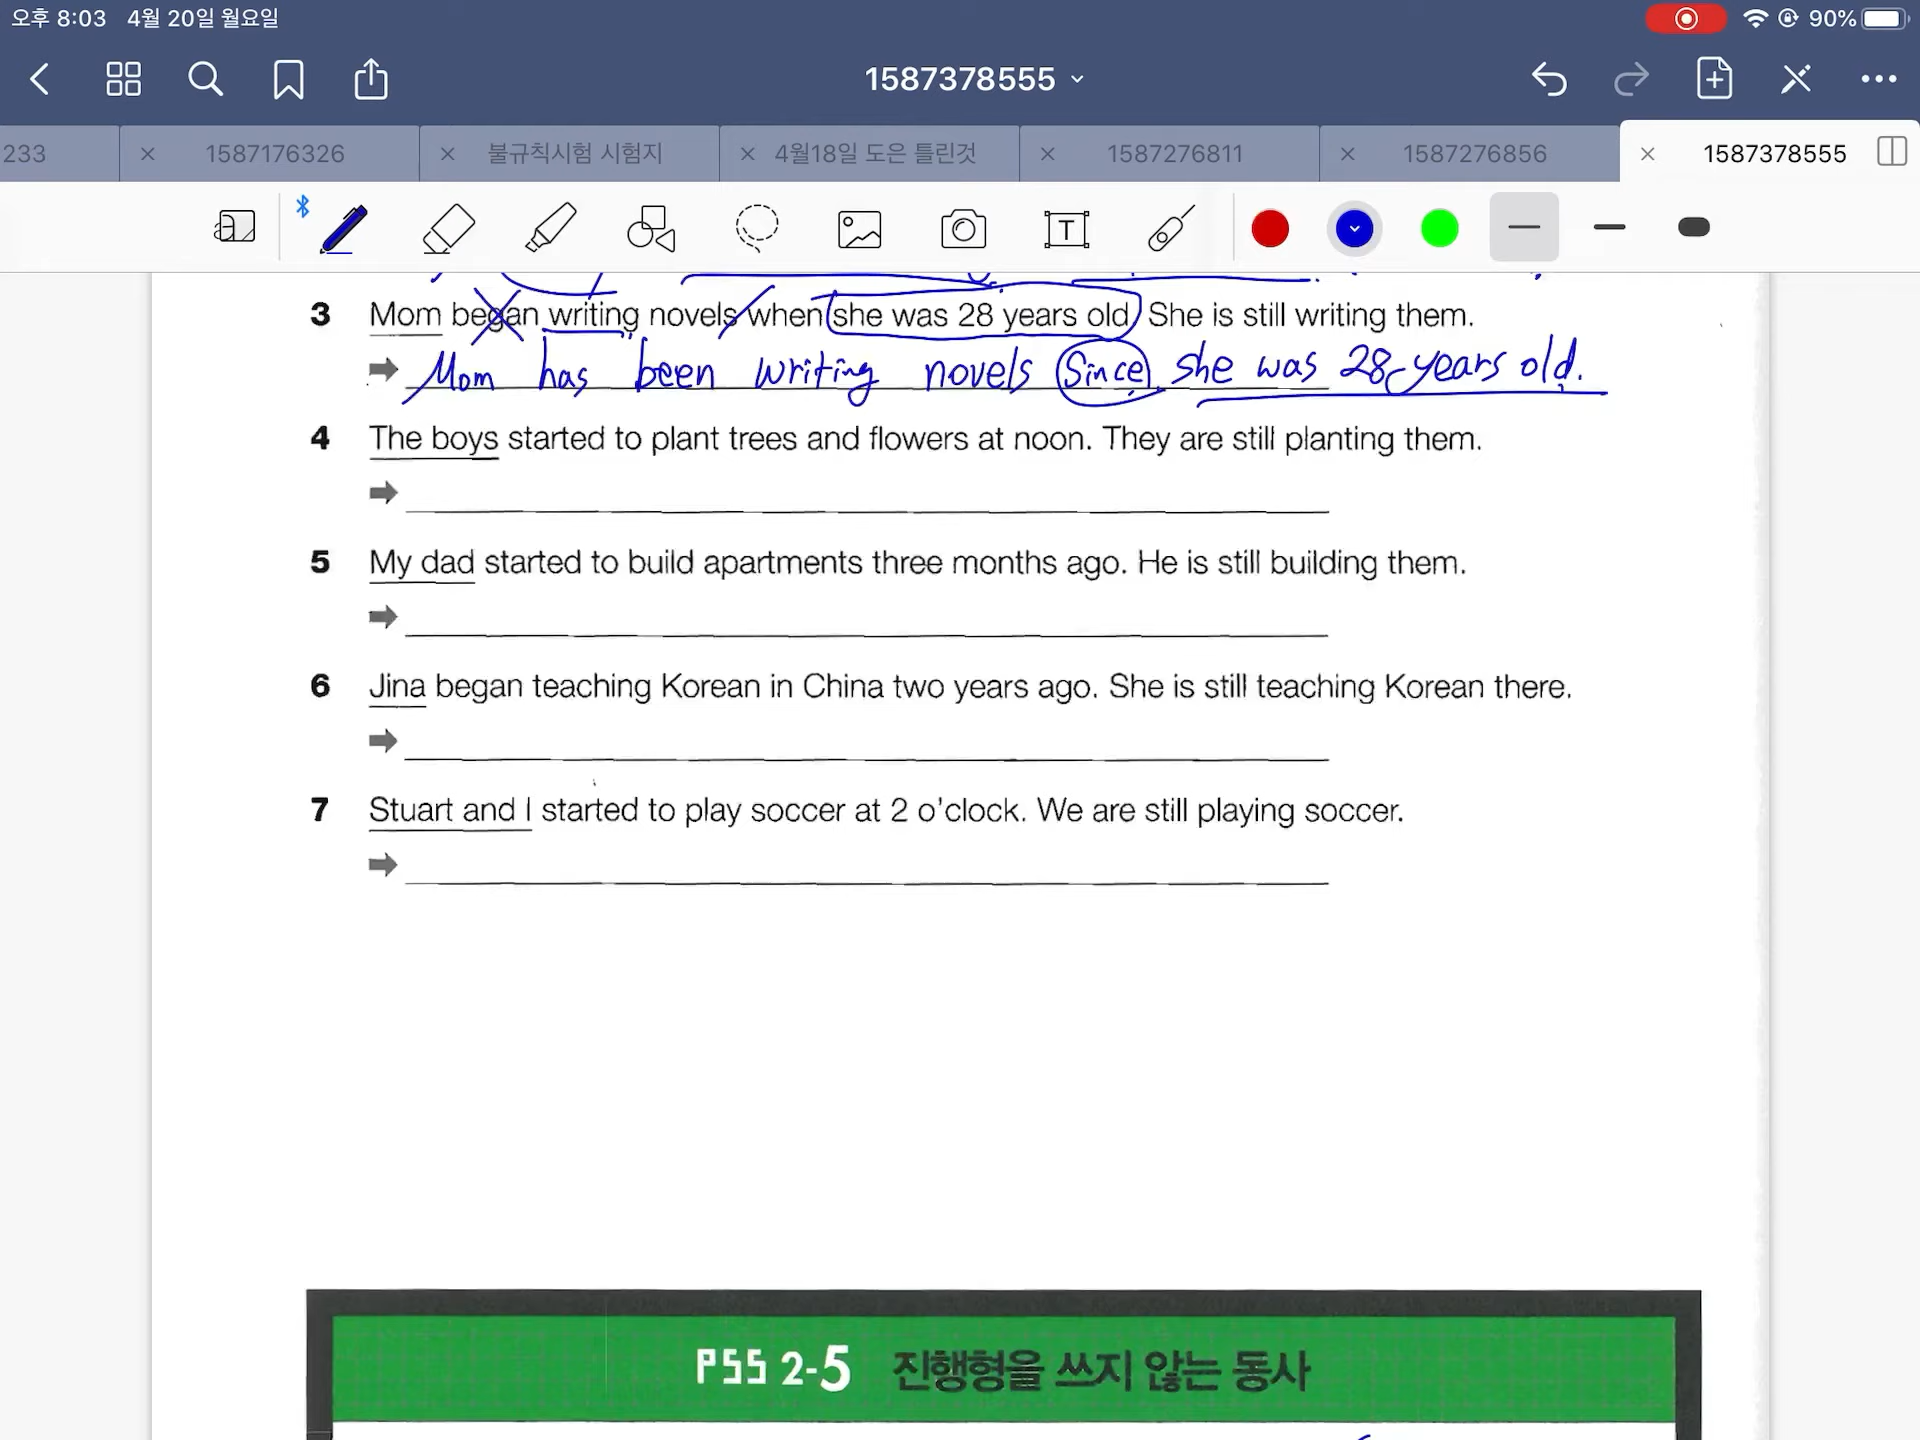 오후 8:03 4월 20일 월요일 90%
1587378555
233 1587176326 불규칙시험 시험지 4월18일 도은 틀린것 1587276811 1587276856 1587378555
3 Mom began writing novels when she was 28 years old. She is still writing them.
Mom has been writing novels since she was 28 years old.
4 The boys started to plant trees and flowers at noon. They are still planting them.
5 My dad started to build apartments three months ago. He is still building them.
6 Jina began teaching Korean in China two years ago. She is still teaching Korean there.
7 Stuart and I started to play soccer at 2 o'clock. We are still playing soccer.
PSS 2-5 진행형을 쓰지 않는 동사